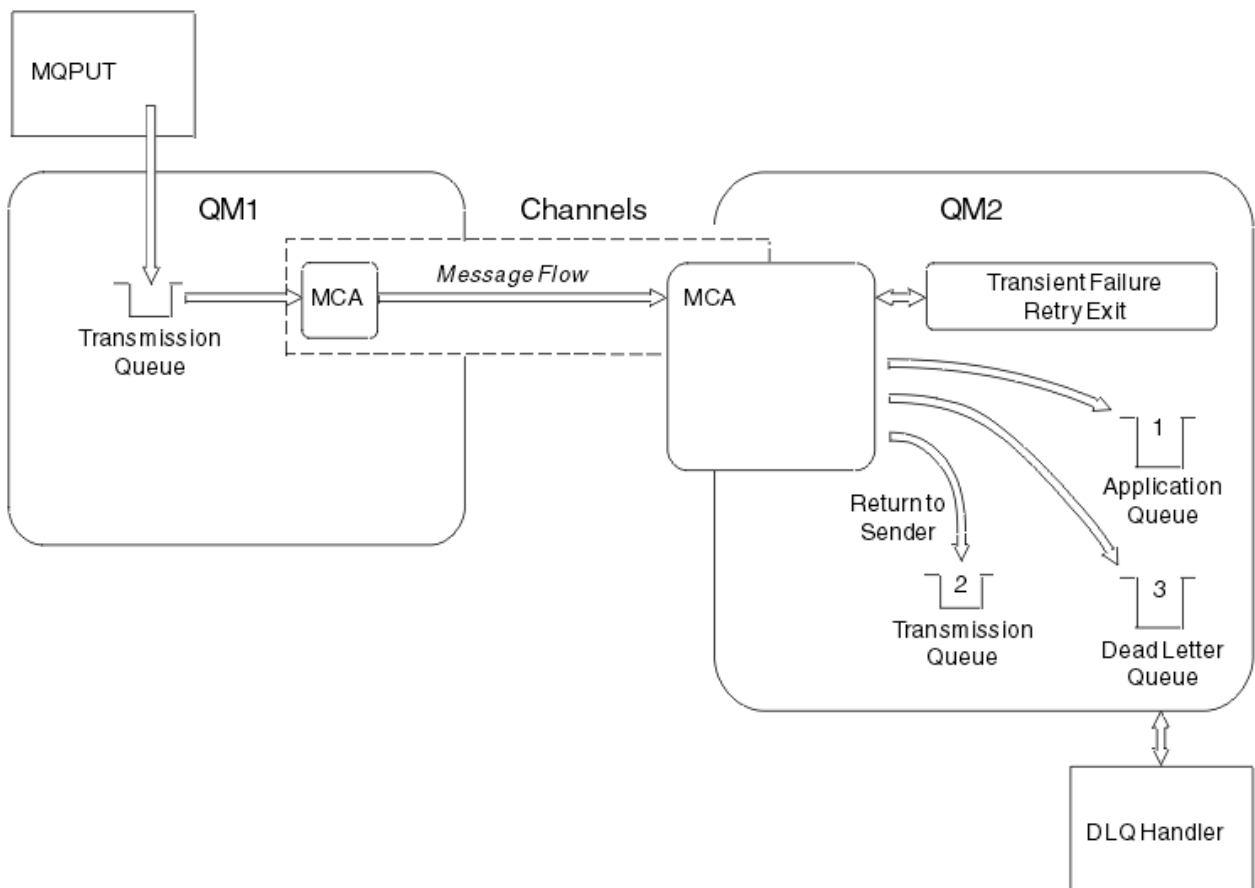 MQPUT
QM1
Channels
QM2
Message Flow
MCA
MCA
Transient Failure
Retry Exit
Transmission
Queue
1
Application
Queue
Return to
Sender
2
Transmission
Queue
3
Dead Letter
Queue
DLQ Handler